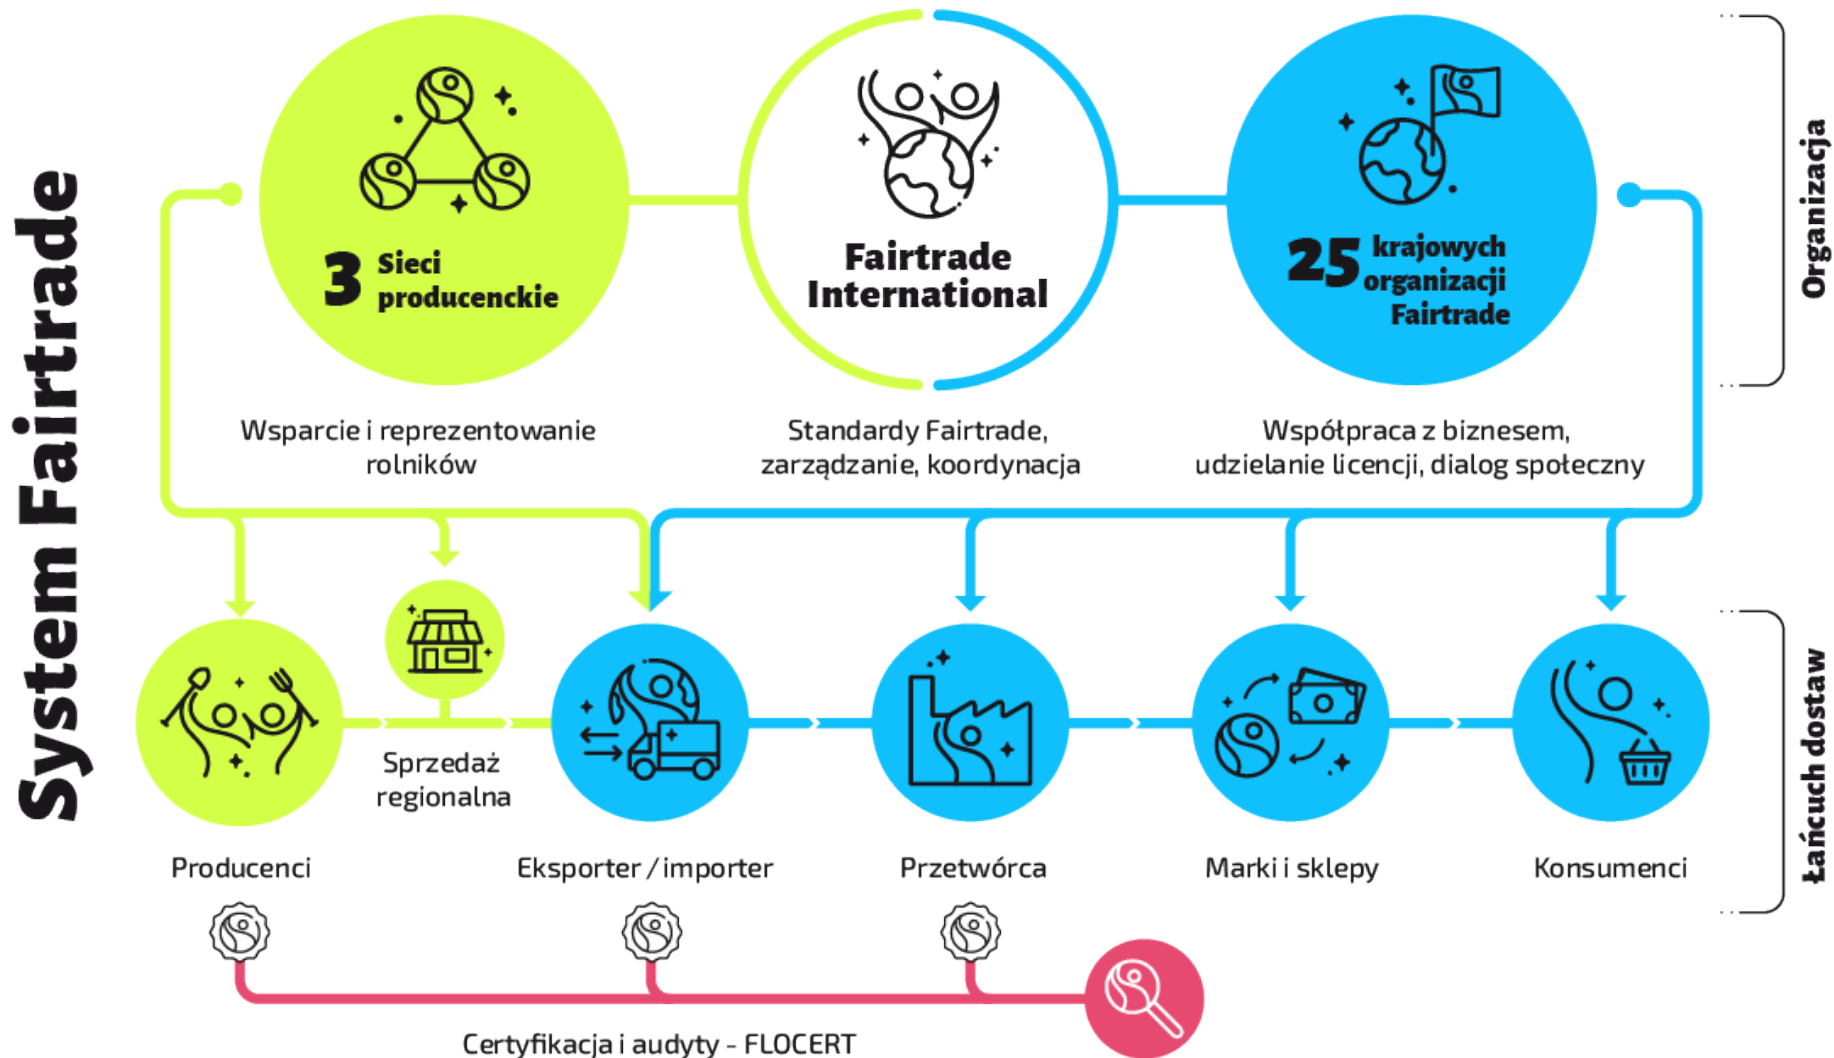 System Fairtrade
3 Sieci
producenckie
Fairtrade
International
25 krajowych
organizacji
Fairtrade
Organizacja
Wsparcie i reprezentowanie
rolników
Standardy Fairtrade,
zarządzanie, koordynacja
Współpraca z biznesem,
udzielanie licencji, dialog społeczny
Sprzedaż
regionalna
Łańcuch dostaw
Producenci
Eksporter / importer
Przetwórca
Marki i sklepy
Konsumenci
Certyfikacja i audyty - FLOCERT